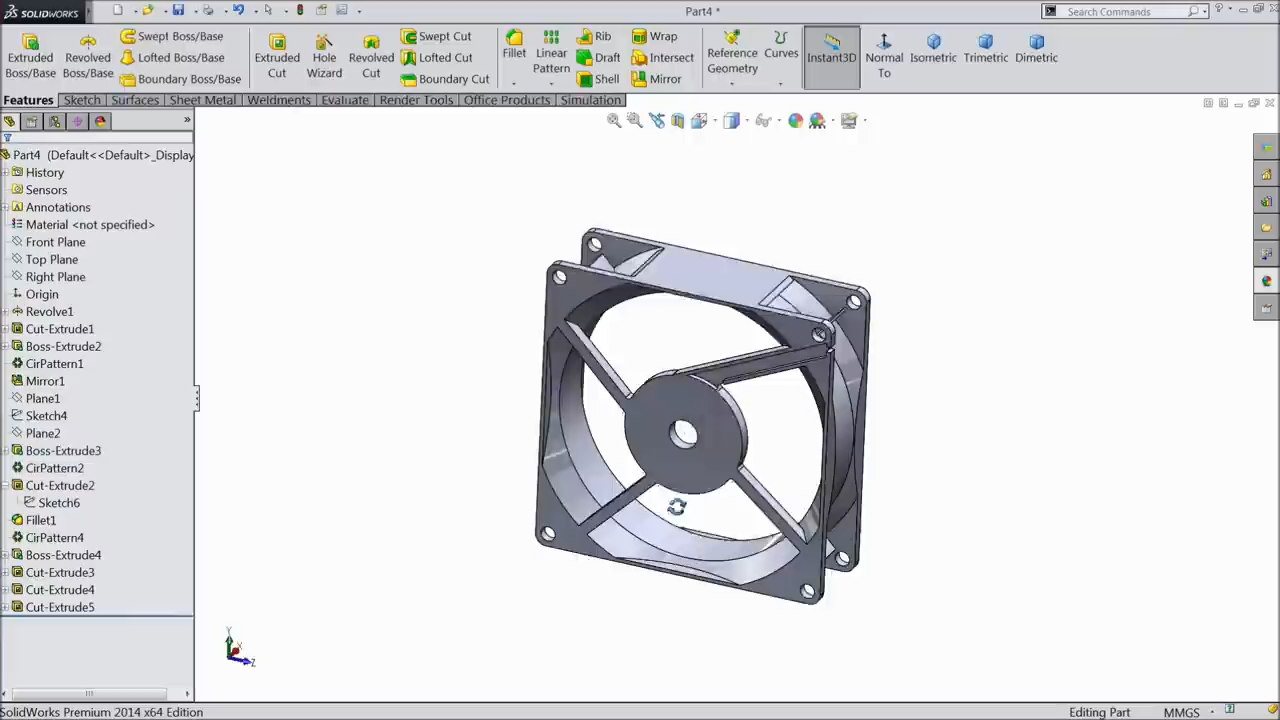 SOLIDWORKS
Part4 *
Search Commands
Extruded Boss/Base
Revolved Boss/Base
Swept Boss/Base
Lofted Boss/Base
Boundary Boss/Base
Extruded Cut
Hole Wizard
Revolved Cut
Swept Cut
Lofted Cut
Boundary Cut
Fillet
Linear Pattern
Rib
Draft
Shell
Wrap
Intersect
Mirror
Reference Geometry
Curves
Instant3D
Normal To
Isometric
Trimetric
Dimetric
Features
Sketch
Surfaces
Sheet Metal
Weldments
Evaluate
Render Tools
Office Products
Simulation
Part4 (Default<<Default>_Display
History
Sensors
Annotations
Material <not specified>
Front Plane
Top Plane
Right Plane
Origin
Revolve1
Cut-Extrude1
Boss-Extrude2
CirPattern1
Mirror1
Plane1
Sketch4
Plane2
Boss-Extrude3
CirPattern2
Cut-Extrude2
Sketch6
Fillet1
CirPattern4
Boss-Extrude4
Cut-Extrude3
Cut-Extrude4
Cut-Extrude5
Y
X
Z
SolidWorks Premium 2014 x64 Edition
Editing Part
MMGS